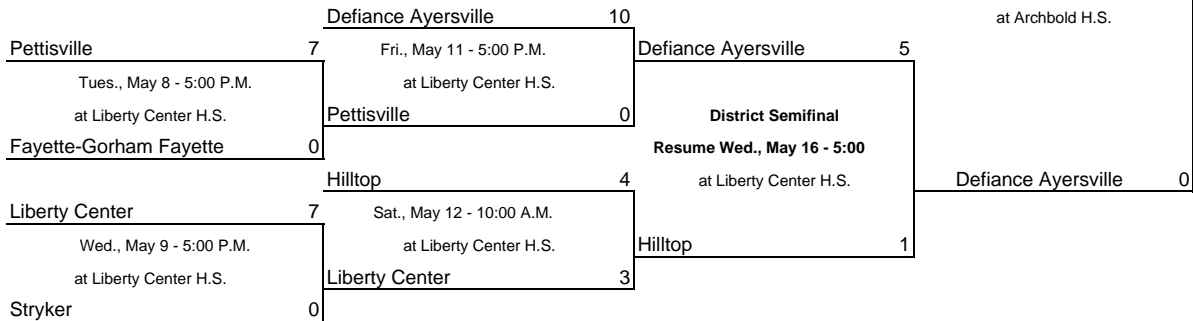 Defiance Ayersville 10
at Archbold H.S.
Pettisville 7
Fri., May 11 - 5:00 P.M.
Defiance Ayersville 5
Tues., May 8 - 5:00 P.M.
at Liberty Center H.S.
at Liberty Center H.S.
Pettisville 0
District Semifinal
Fayette-Gorham Fayette 0
Resume Wed., May 16 - 5:00
Hilltop 4
at Liberty Center H.S.
Defiance Ayersville 0
Liberty Center 7
Sat., May 12 - 10:00 A.M.
Wed., May 9 - 5:00 P.M.
at Liberty Center H.S.
Hilltop 1
at Liberty Center H.S.
Liberty Center 3
Stryker 0